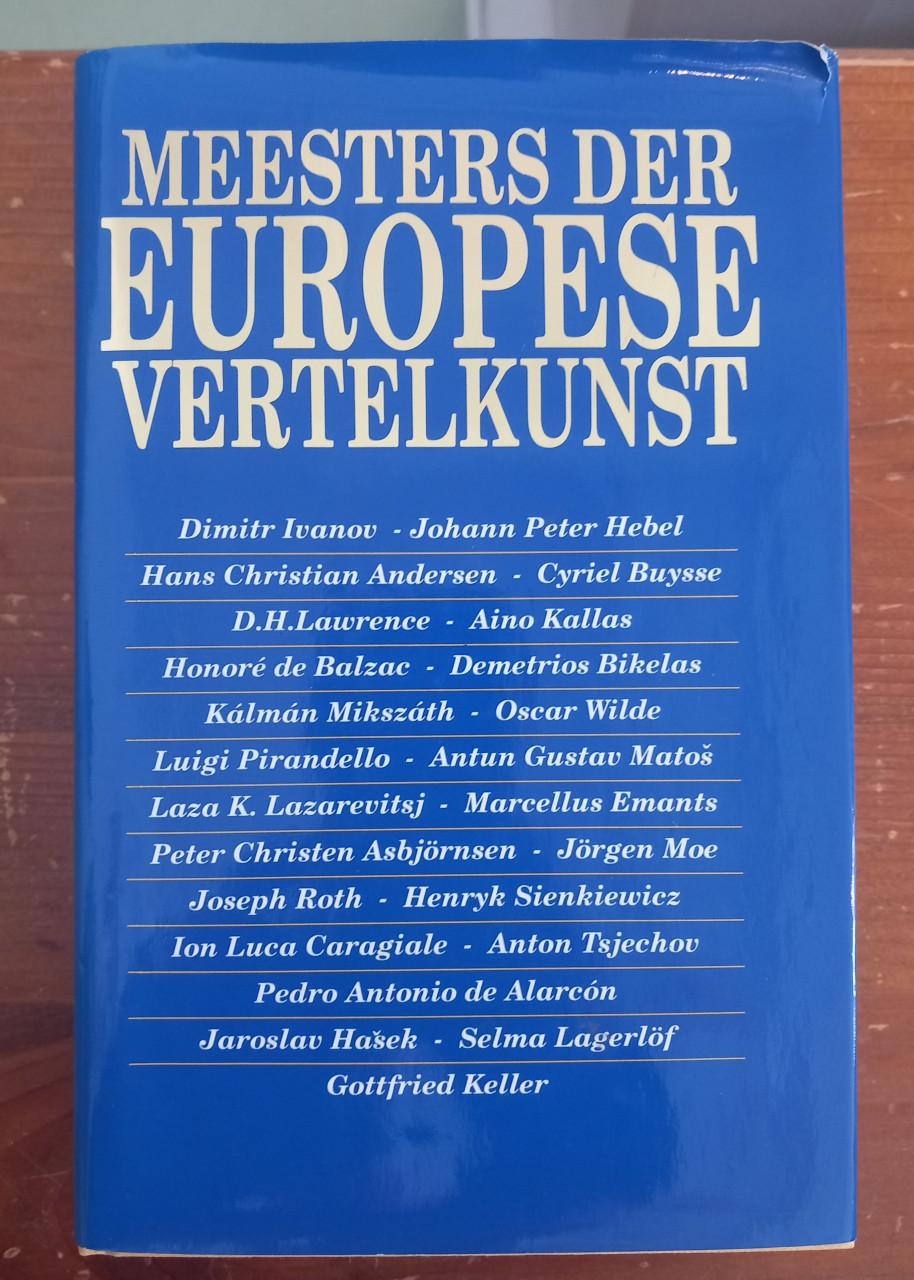 MEESTERS DER
EUROPESE
VERTELKUNST
Dimitr Ivanov - Johann Peter Hebel
Hans Christian Andersen - Cyriel Buysse
D.H.Lawrence - Aino Kallas
Honoré de Balzac - Demetrios Bikelas
Kálmán Mikszáth - Oscar Wilde
Luigi Pirandello - Antun Gustav Matoš
Laza K. Lazarevitsj - Marcellus Emants
Peter Christen Asbjörnsen - Jörgen Moe
Joseph Roth - Henryk Sienkiewicz
Ion Luca Caragiale - Anton Tsjechov
Pedro Antonio de Alarcón
Jaroslav Hašek - Selma Lagerlöf
Gottfried Keller